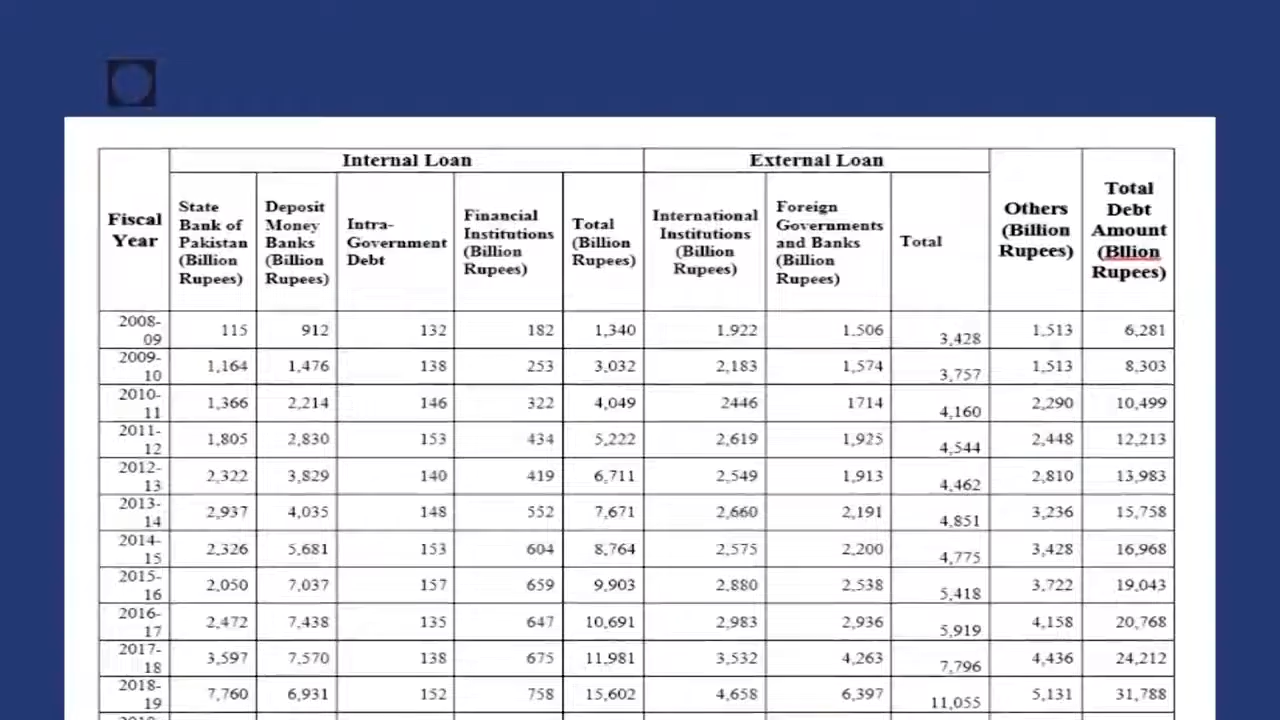 Internal Loan External Loan
Fiscal Year State Bank of Pakistan (Billion Rupees) Deposit Money Banks (Billion Rupees) Intra-Government Debt Financial Institutions (Billion Rupees) Total (Billion Rupees) International Institutions (Billion Rupees) Foreign Governments and Banks (Billion Rupees) Total Others (Billion Rupees) Total Debt Amount (Bllion Rupees)
2008-09 115 912 132 182 1,340 1.922 1.506 3,428 1,513 6,281
2009-10 1,164 1,476 138 253 3,032 2,183 1,574 3,757 1,513 8,303
2010-11 1,366 2,214 146 322 4,049 2446 1714 4,160 2,290 10,499
2011-12 1,805 2,830 153 434 5,222 2,619 1,925 4,544 2,448 12,213
2012-13 2,322 3,829 140 419 6,711 2,549 1,913 4,462 2,810 13,983
2013-14 2,937 4,035 148 552 7,671 2,660 2,191 4,851 3,236 15,758
2014-15 2,326 5,681 153 604 8,764 2,575 2,200 4,775 3,428 16,968
2015-16 2,050 7,037 157 659 9,903 2,880 2,538 5,418 3,722 19,043
2016-17 2,472 7,438 135 647 10,691 2,983 2,936 5,919 4,158 20,768
2017-18 3,597 7,570 138 675 11,981 3,532 4,263 7,796 4,436 24,212
2018-19 7,760 6,931 152 758 15,602 4,658 6,397 11,055 5,131 31,788